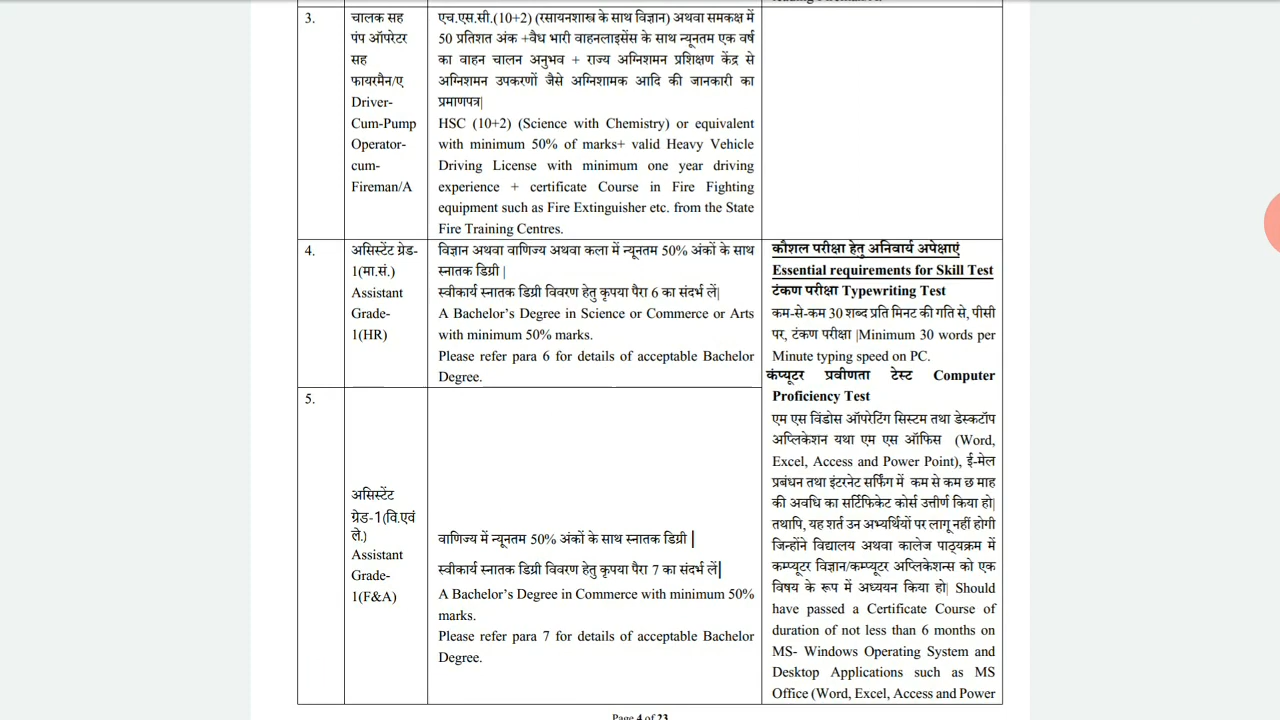 leading Fireman/A.
3.
चालक सह
पंप ऑपरेटर
सह
फायरमैन/ए
Driver-
Cum-Pump
Operator-
cum-
Fireman/A
एच.एस.सी.(10+2) (रसायनशास्त्र के साथ विज्ञान) अथवा समकक्ष में
50 प्रतिशत अंक +वैध भारी वाहनलाइसेंस के साथ न्यूनतम एक वर्ष
का वाहन चालन अनुभव + राज्य अग्निशमन प्रशिक्षण केंद्र से
अग्निशमन उपकरणों जैसे अग्निशामक आदि की जानकारी का
प्रमाणपत्र|
HSC (10+2) (Science with Chemistry) or equivalent
with minimum 50% of marks+ valid Heavy Vehicle
Driving License with minimum one year driving
experience + certificate Course in Fire Fighting
equipment such as Fire Extinguisher etc. from the State
Fire Training Centres.
4.
असिस्टेंट ग्रेड-
1(मा.सं.)
Assistant
Grade-
1(HR)
विज्ञान अथवा वाणिज्य अथवा कला में न्यूनतम 50% अंकों के साथ
स्नातक डिग्री |
स्वीकार्य स्नातक डिग्री विवरण हेतु कृपया पैरा 6 का संदर्भ लें|
A Bachelor's Degree in Science or Commerce or Arts
with minimum 50% marks.
Please refer para 6 for details of acceptable Bachelor
Degree.
कौशल परीक्षा हेतु अनिवार्य अपेक्षाएं
Essential requirements for Skill Test
टंकण परीक्षा Typewriting Test
कम-से-कम 30 शब्द प्रति मिनट की गति से, पीसी
पर, टंकण परीक्षा |Minimum 30 words per
Minute typing speed on PC.
कंप्यूटर प्रवीणता टेस्ट Computer
Proficiency Test
एम एस विंडोस ऑपरेटिंग सिस्टम तथा डेस्कटॉप
अप्लिकेशन यथा एम एस ऑफिस (Word,
Excel, Access and Power Point), ई-मेल
प्रबंधन तथा इंटरनेट सर्फिंग में कम से कम छ माह
की अवधि का सर्टिफिकेट कोर्स उत्तीर्ण किया हो|
तथापि, यह शर्त उन अभ्यर्थियों पर लागू नहीं होगी
जिन्होंने विद्यालय अथवा कालेज पाठ्यक्रम में
कम्प्यूटर विज्ञान/कम्प्यूटर अप्लिकेशन्स को एक
विषय के रूप में अध्ययन किया हो| Should
have passed a Certificate Course of
duration of not less than 6 months on
MS- Windows Operating System and
Desktop Applications such as MS
Office (Word, Excel, Access and Power
5.
असिस्टेंट
ग्रेड-1(वि.एवं
ले.)
Assistant
Grade-
1(F&A)
वाणिज्य में न्यूनतम 50% अंकों के साथ स्नातक डिग्री |
स्वीकार्य स्नातक डिग्री विवरण हेतु कृपया पैरा 7 का संदर्भ लें|
A Bachelor's Degree in Commerce with minimum 50%
marks.
Please refer para 7 for details of acceptable Bachelor
Degree.
Page 4 of 23